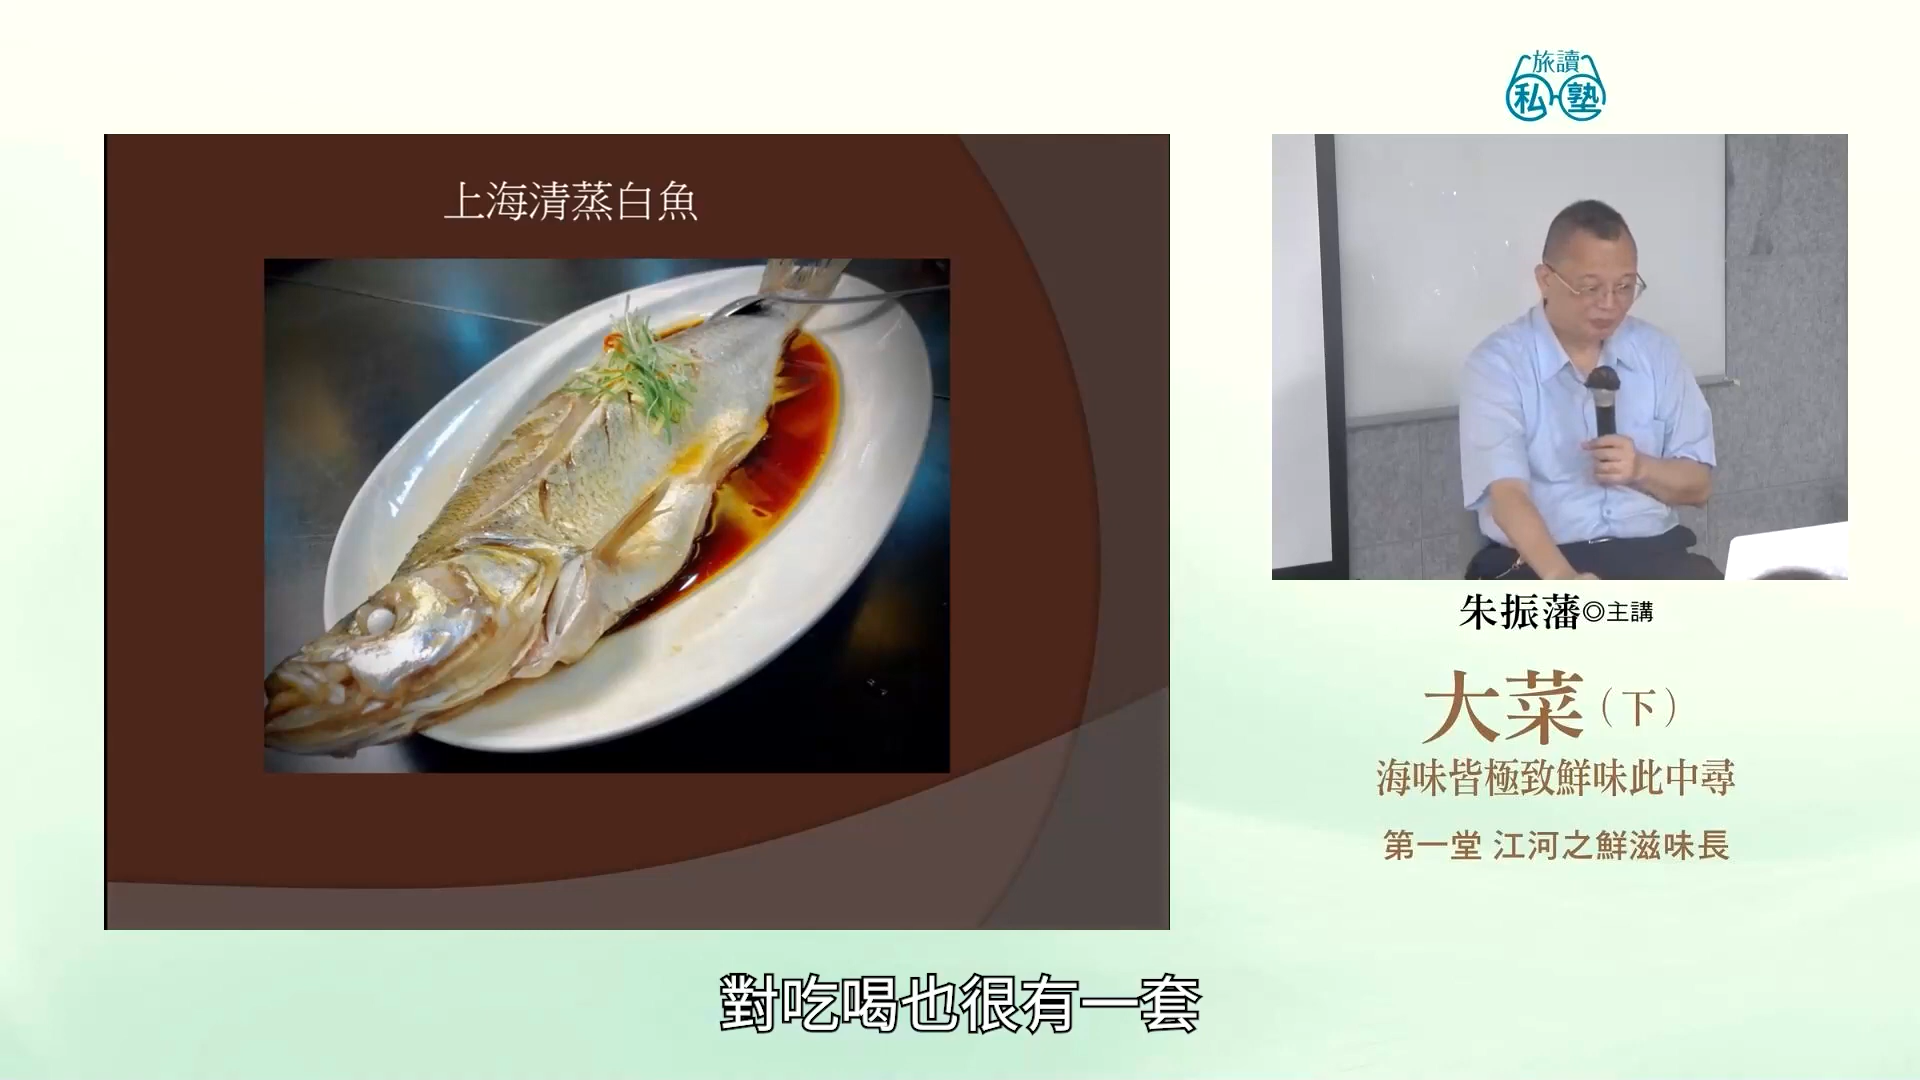 旅讀
私塾
上海清蒸白魚
朱振藩◎主講
大菜（下）
海味皆極致鮮味此中尋
第一堂 江河之鮮滋味長
對吃喝也很有一套